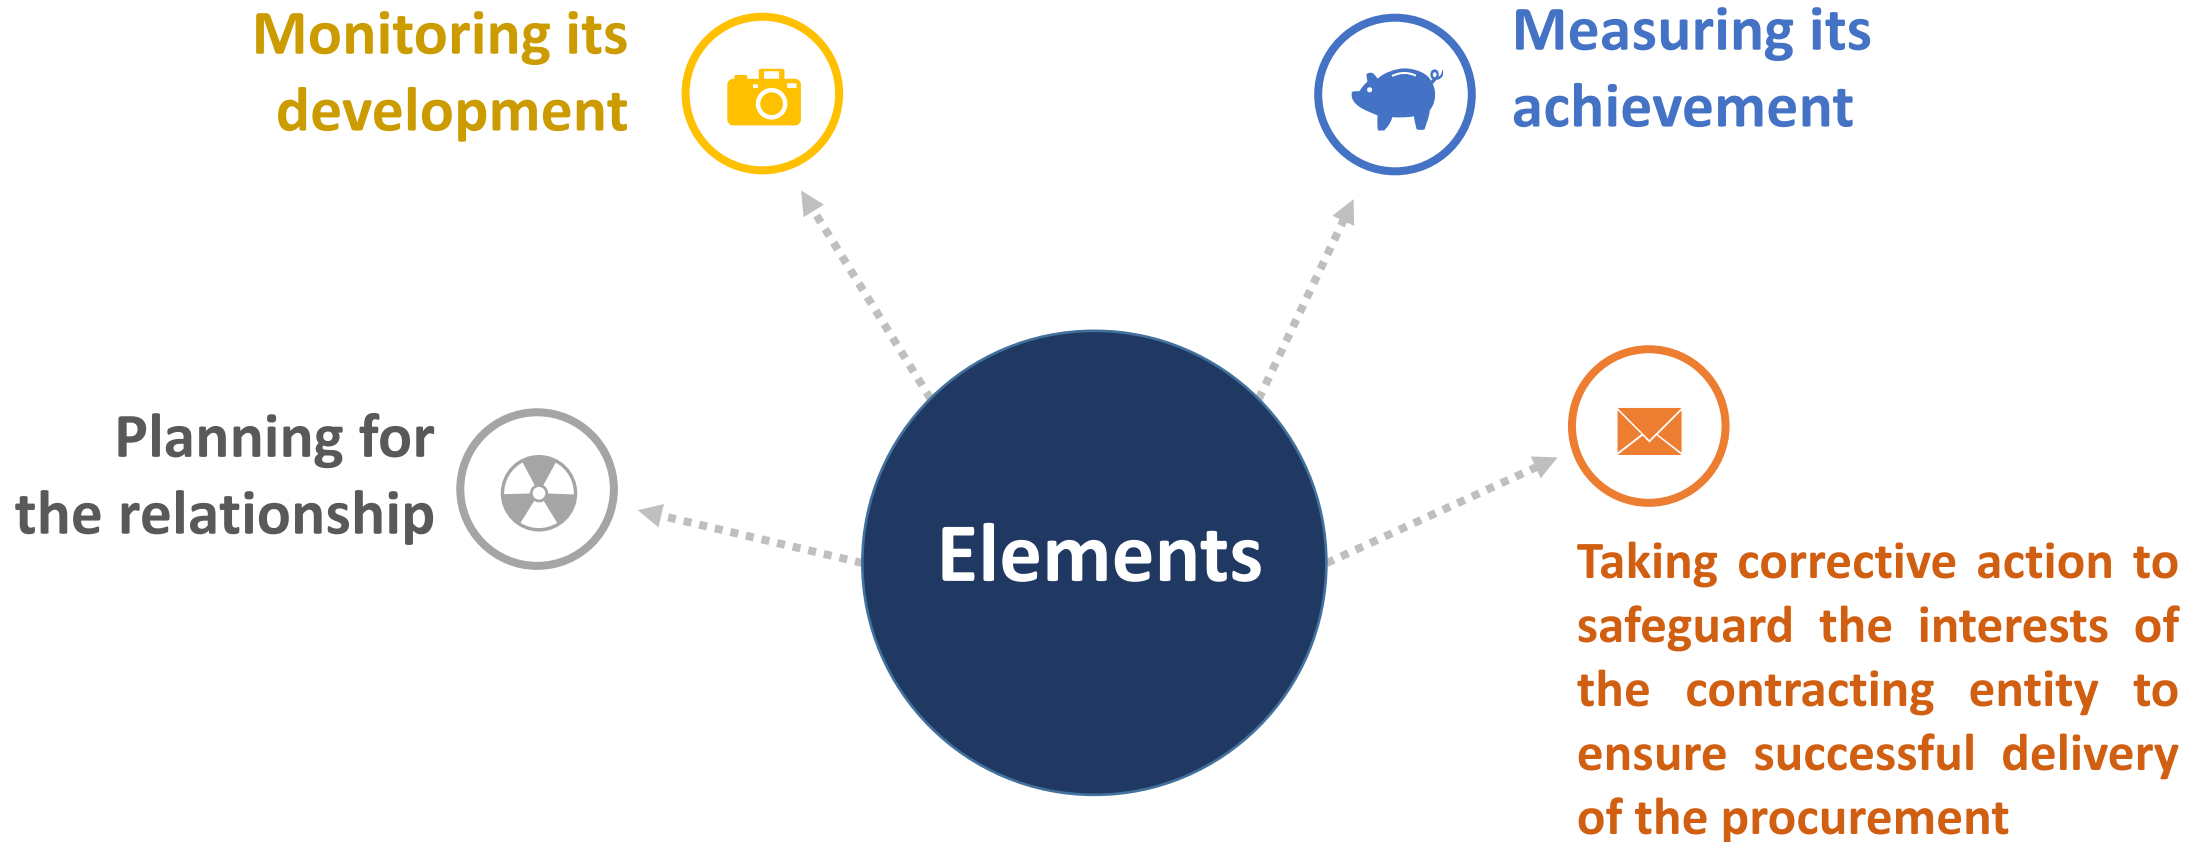 Monitoring its
development
Measuring its
achievement
Planning for
the relationship
Elements
Taking corrective action to
safeguard the interests of
the contracting entity to
ensure successful delivery
of the procurement